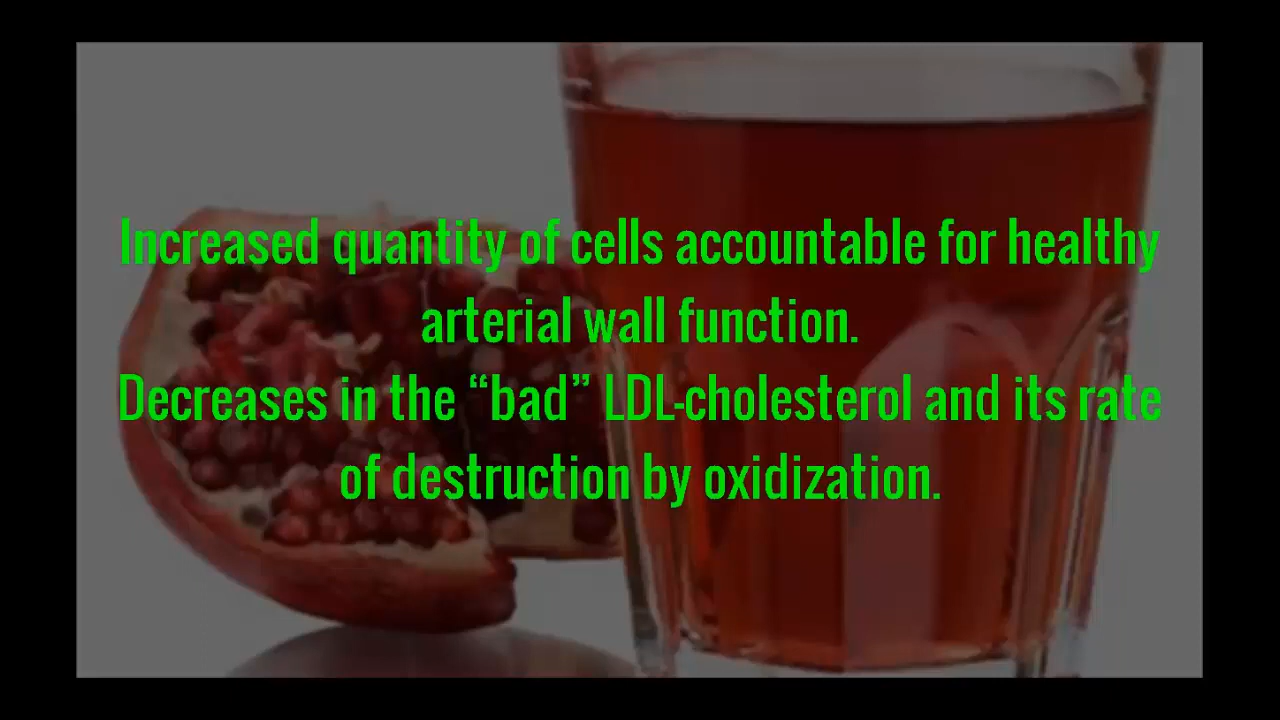 Increased quantity of cells accountable for healthy
arterial wall function.
Decreases in the “bad” LDL-cholesterol and its rate
of destruction by oxidization.